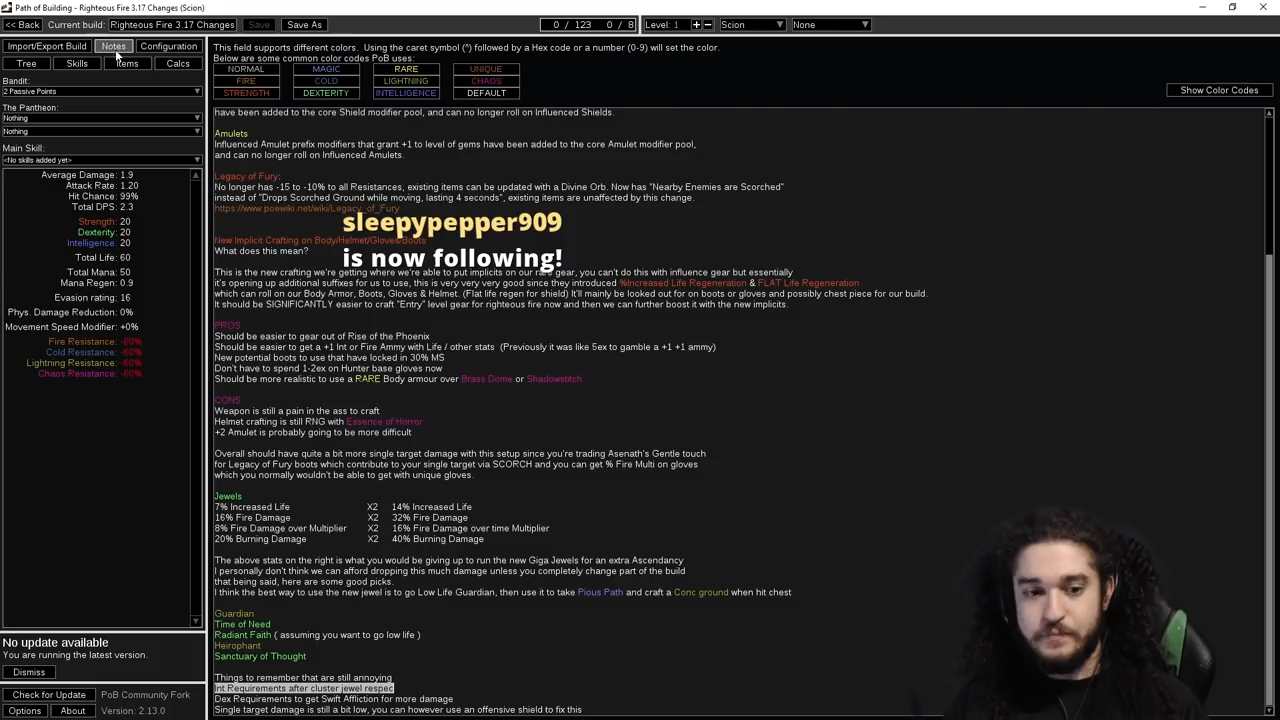 Path of Building - Righteous Fire 3.17 Changes (Scion)
<< Back
Current build: Righteous Fire 3.17 Changes
Save
Save As
0 / 123 0 / 8
Level: 1 + -
Scion
None
Import/Export Build
Notes
Configuration
Tree
Skills
Items
Calcs
Bandit:
2 Passive Points
The Pantheon:
Nothing
Nothing
Main Skill:
<No skills added yet>
Average Damage: 1.9
Attack Rate: 1.20
Hit Chance: 99%
Total DPS: 2.3
Strength: 20
Dexterity: 20
Intelligence: 20
Total Life: 60
Total Mana: 50
Mana Regen: 0.9
Evasion rating: 16
Phys. Damage Reduction: 0%
Movement Speed Modifier: +0%
Fire Resistance: -60%
Cold Resistance: -60%
Lightning Resistance: -60%
Chaos Resistance: -60%
No update available
You are running the latest version.
Dismiss
Check for Update
PoB Community Fork
Options
About
Version: 2.13.0
This field supports different colors. Using the caret symbol (^) followed by a Hex code or a number (0-9) will set the color.
Below are some common color codes PoB uses:
NORMAL MAGIC RARE UNIQUE
FIRE COLD LIGHTNING CHAOS
STRENGTH DEXTERITY INTELLIGENCE DEFAULT
Show Color Codes
have been added to the core Shield modifier pool, and can no longer roll on Influenced Shields.
Amulets
Influenced Amulet prefix modifiers that grant +1 to level of gems have been added to the core Amulet modifier pool,
and can no longer roll on Influenced Amulets.
Legacy of Fury:
No longer has -15 to -10% to all Resistances, existing items can be updated with a Divine Orb. Now has "Nearby Enemies are Scorched"
instead of "Drops Scorched Ground while moving, lasting 4 seconds", existing items are unaffected by this change.
https://www.poewiki.net/wiki/Legacy_of_Fury
sleepypepper909
is now following!
New Implicit Crafting on Body/Helmet/Gloves/Boots
What does this mean?
This is the new crafting we're getting where we're able to put implicits on our rare gear, you can't do this with influence gear but essentially
it's opening up additional suffixes for us to use, this is very very very good since they introduced %Increased Life Regeneration & FLAT Life Regeneration
which can roll on our Body Armor, Boots, Gloves & Helmet. (Flat life regen for shield) It'll mainly be looked out for on boots or gloves and possibly chest piece for our build.
It should be SIGNIFICANTLY easier to craft "Entry" level gear for righteous fire now and then we can further boost it with the new implicits.
PROS
Should be easier to gear out of Rise of the Phoenix
Should be easier to get a +1 Int or Fire Ammy with Life / other stats (Previously it was like 5ex to gamble a +1 +1 ammy)
New potential boots to use that have locked in 30% MS
Don't have to spend 1-2ex on Hunter base gloves now
Should be more realistic to use a RARE Body armour over Brass Dome or Shadowstitch
CONS
Weapon is still a pain in the ass to craft
Helmet crafting is still RNG with Essence of Horror
+2 Amulet is probably going to be more difficult
Overall should have quite a bit more single target damage with this setup since you're trading Asenath's Gentle touch
for Legacy of Fury boots which contribute to your single target via SCORCH and you can get % Fire Multi on gloves
which you normally wouldn't be able to get with unique gloves.
Jewels
7% Increased Life X2 14% Increased Life
16% Fire Damage X2 32% Fire Damage
8% Fire Damage over Multiplier X2 16% Fire Damage over time Multiplier
20% Burning Damage X2 40% Burning Damage
The above stats on the right is what you would be giving up to run the new Giga Jewels for an extra Ascendancy
I personally don't think we can afford dropping this much damage unless you completely change part of the build
that being said, here are some good picks.
I think the best way to use the new jewel is to go Low Life Guardian, then use it to take Pious Path and craft a Conc ground when hit chest
Guardian
Time of Need
Radiant Faith ( assuming you want to go low life )
Heirophant
Sanctuary of Thought
Things to remember that are still annoying
Int Requirements after cluster jewel respec
Dex Requirements to get Swift Affliction for more damage
Single target damage is still a bit low, you can however use an offensive shield to fix this